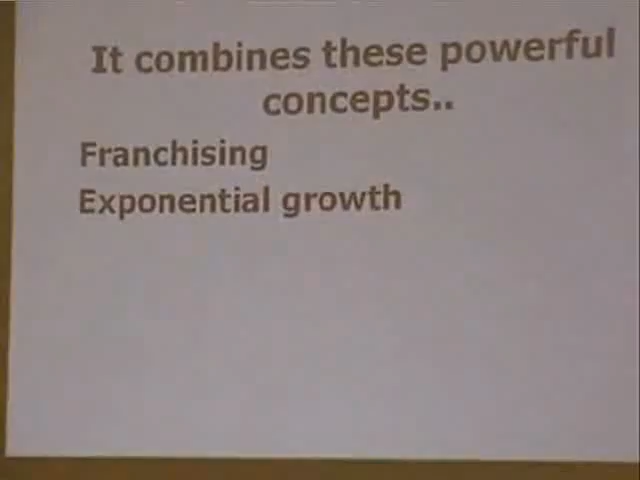 It combines these powerful
concepts..
Franchising
Exponential growth